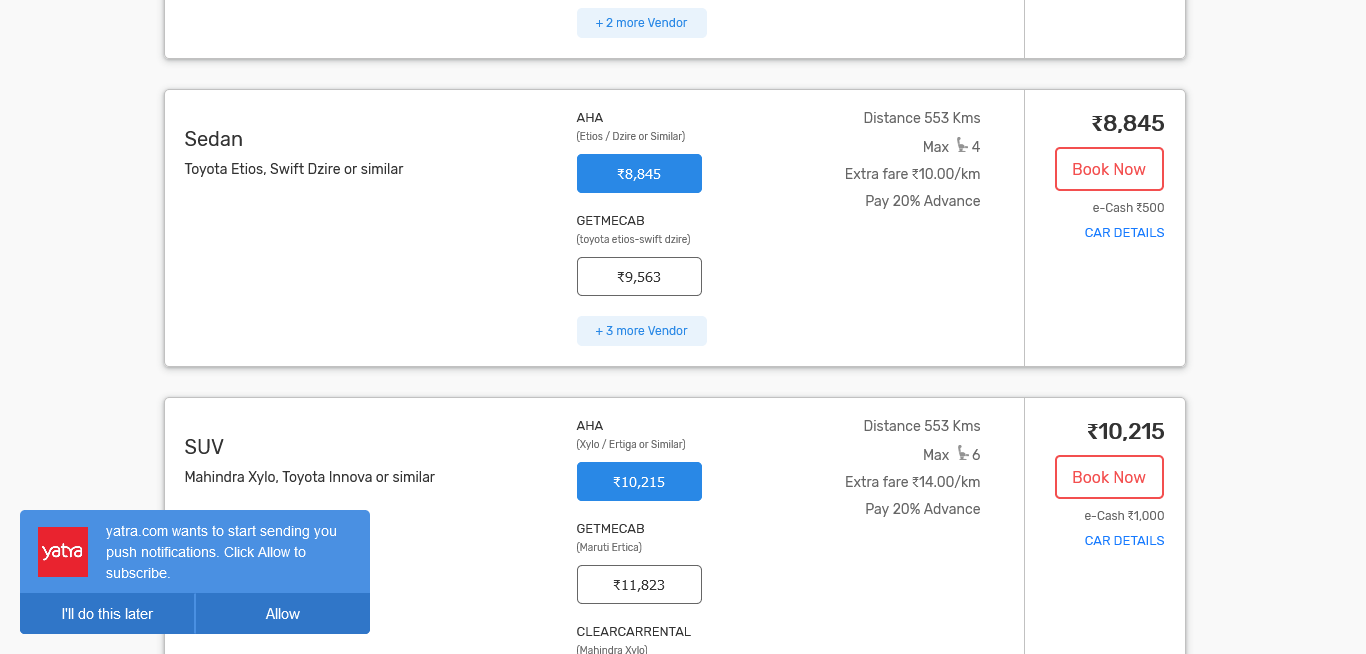 + 2 more Vendor
Sedan
Toyota Etios, Swift Dzire or similar
AHA
(Etios / Dzire or Similar)
₹8,845
GETMECAB
(toyota etios-swift dzire)
₹9,563
+ 3 more Vendor
Distance 553 Kms
Max 4
Extra fare ₹10.00/km
Pay 20% Advance
₹8,845
Book Now
e-Cash ₹500
CAR DETAILS
SUV
Mahindra Xylo, Toyota Innova or similar
AHA
(Xylo / Ertiga or Similar)
₹10,215
GETMECAB
(Maruti Ertica)
₹11,823
CLEARCARRENTAL
(Mahindra Xylo)
Distance 553 Kms
Max 6
Extra fare ₹14.00/km
Pay 20% Advance
₹10,215
Book Now
e-Cash ₹1,000
CAR DETAILS
yatra
yatra.com wants to start sending you
push notifications. Click Allow to
subscribe.
I'll do this later
Allow